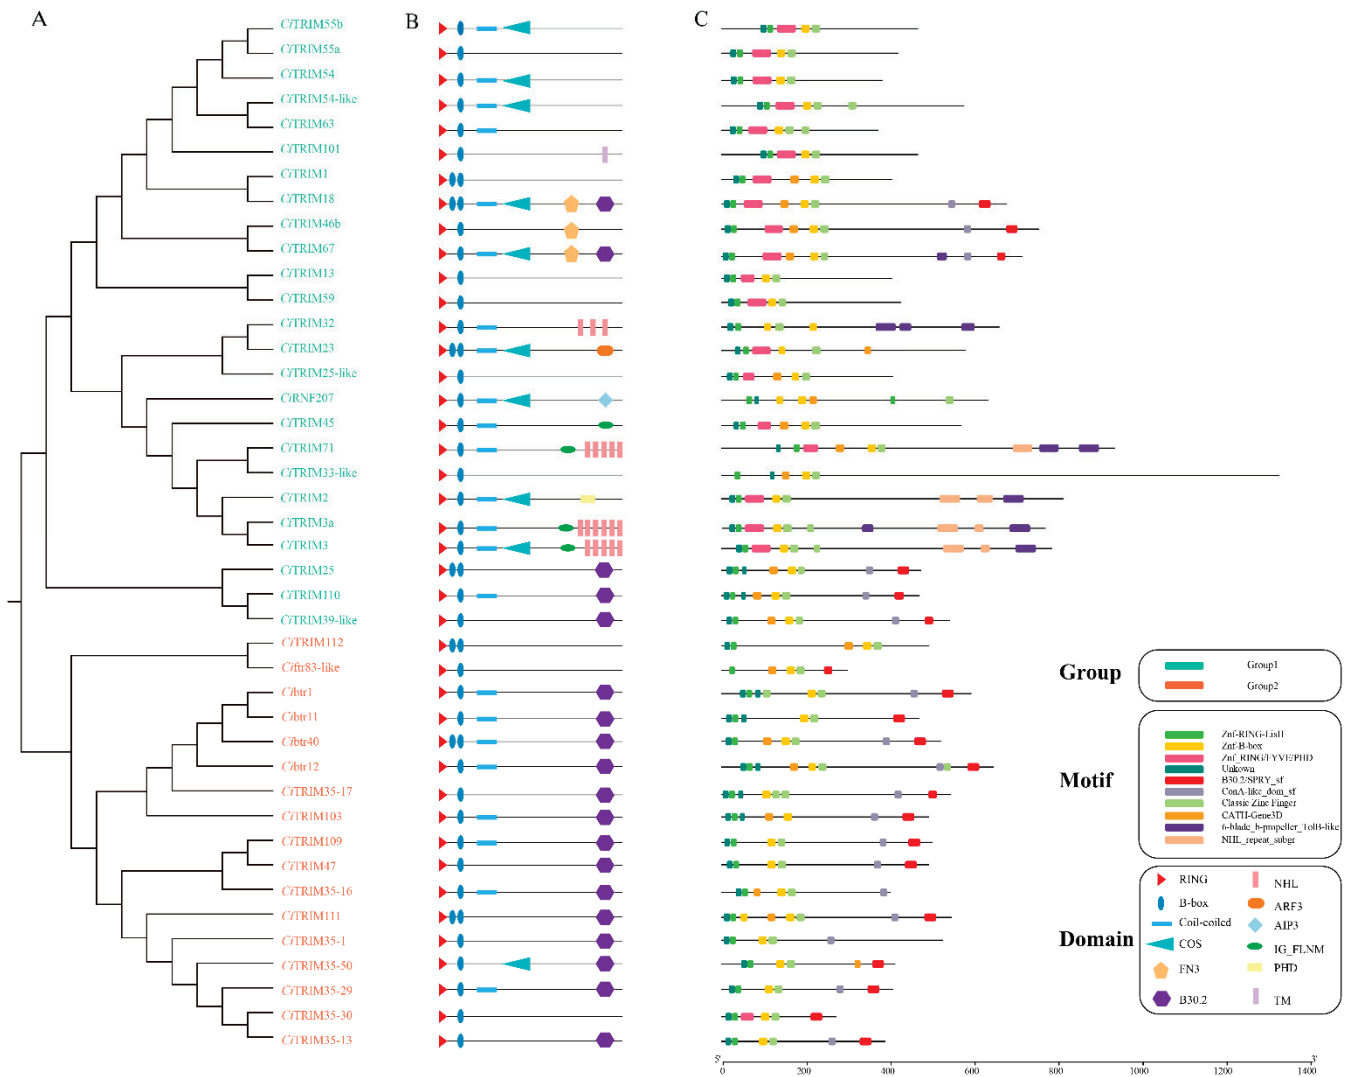 A
B
C
CiTRIM55b
CiTRIM55a
CiTRIM54
CiTRIM54-like
CiTRIM63
CiTRIM101
CiTRIM1
CiTRIM18
CiTRIM46b
CiTRIM67
CiTRIM13
CiTRIM59
CiTRIM32
CiTRIM23
CiTRIM25-like
CiRNF207
CiTRIM45
CiTRIM71
CiTRIM33-like
CiTRIM2
CiTRIM3a
CiTRIM3
CiTRIM25
CiTRIM110
CiTRIM39-like
CiTRIM112
Ciftr83-like
Cibtr1
Cibtr11
Cibtr40
Cibtr12
CiTRIM35-17
CiTRIM103
CiTRIM109
CiTRIM47
CiTRIM35-16
CiTRIM111
CiTRIM35-1
CiTRIM35-50
CiTRIM35-29
CiTRIM35-30
CiTRIM35-13
Group
Group1
Group2
Motif
Znf-RING-LisH
Znf-B-box
Znf_RING/FYVE/PHD
Unkown
B30.2/SPRY_sf
ConA-like_dom_sf
Classic Zinc Finger
CATH-Gene3D
6-blade_b-propeller_TolB-like
NHL_repeat_subgr
Domain
RING
B-box
Coil-coiled
COS
FN3
B30.2
NHL
ARF3
AIP3
IG_FLNM
PHD
TM
5'
3'
0 200 400 600 800 1000 1200 1400